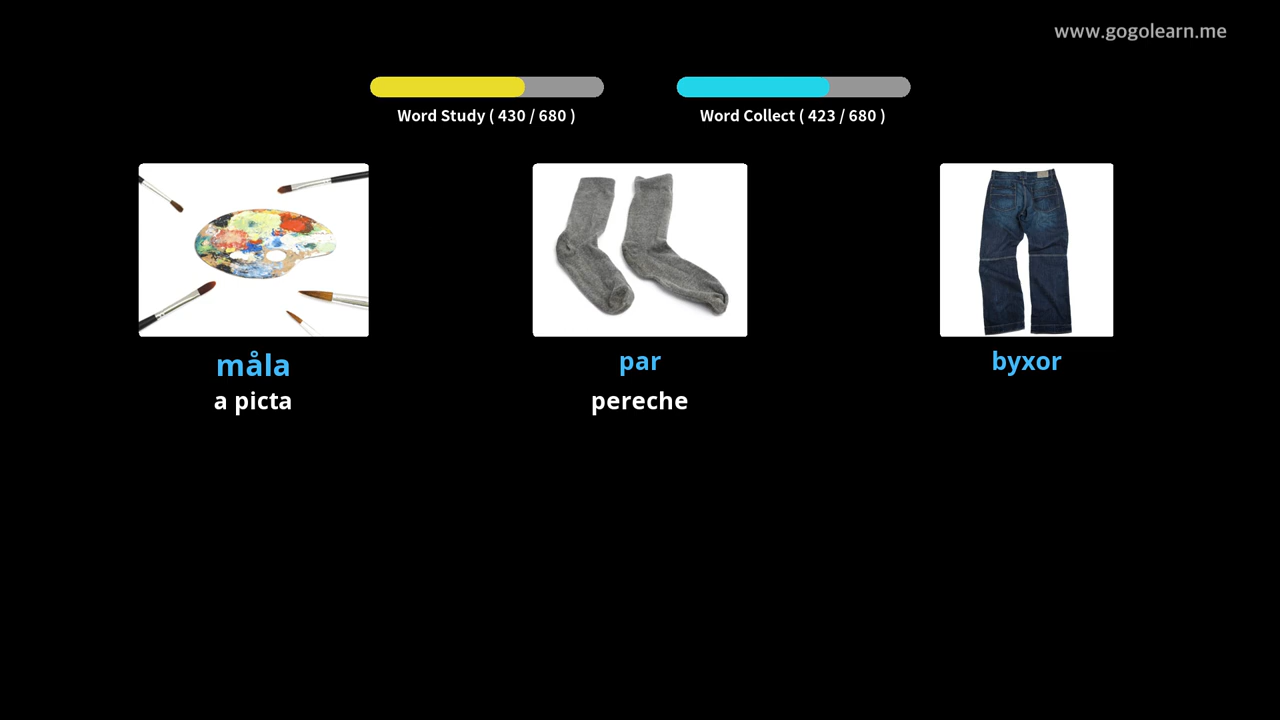 www.gogolearn.me
Word Study ( 430 / 680 )
Word Collect ( 423 / 680 )
måla
a picta
par
pereche
byxor